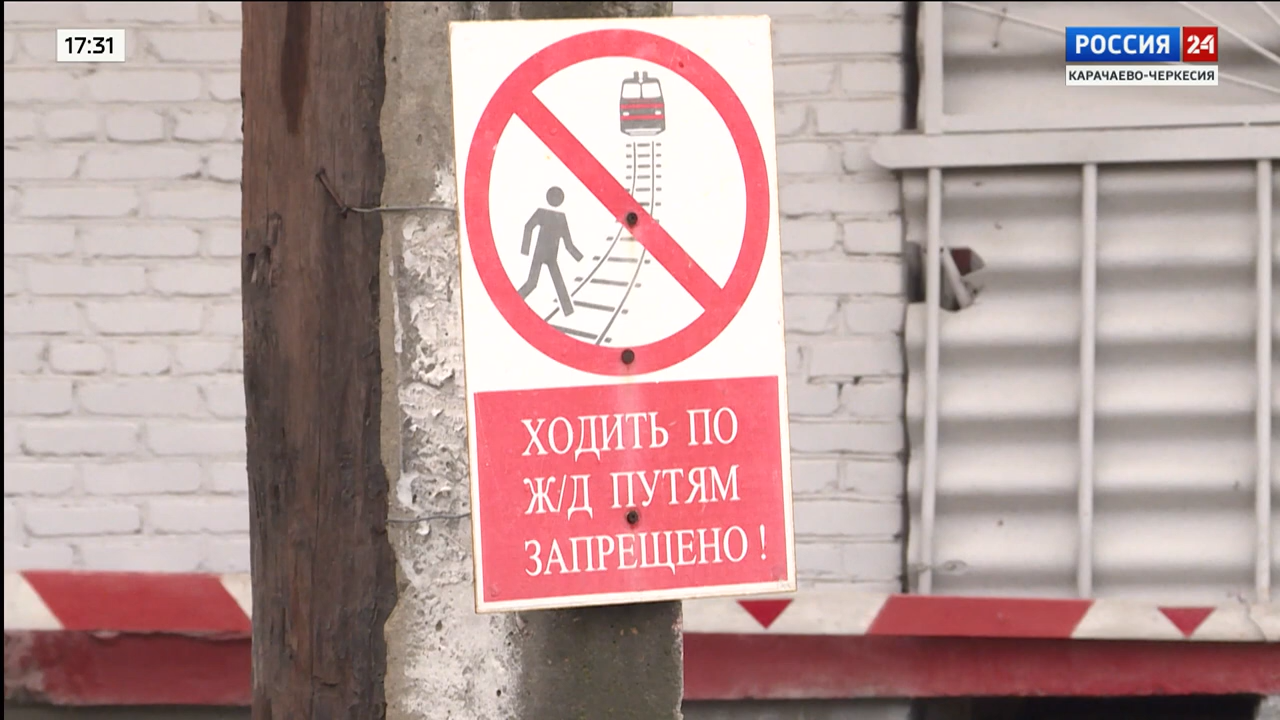 17:31
РОССИЯ 24
КАРАЧАЕВО-ЧЕРКЕСИЯ
ХОДИТЬ ПО
Ж/Д ПУТЯМ
ЗАПРЕЩЕНО!